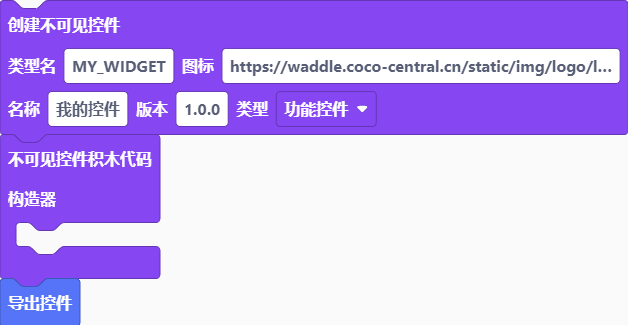 创建不可见控件
类型名 MY_WIDGET 图标 https://waddle.coco-central.cn/static/img/logo/l...
名称 我的控件 版本 1.0.0 类型 功能控件
不可见控件积木代码
构造器
导出控件